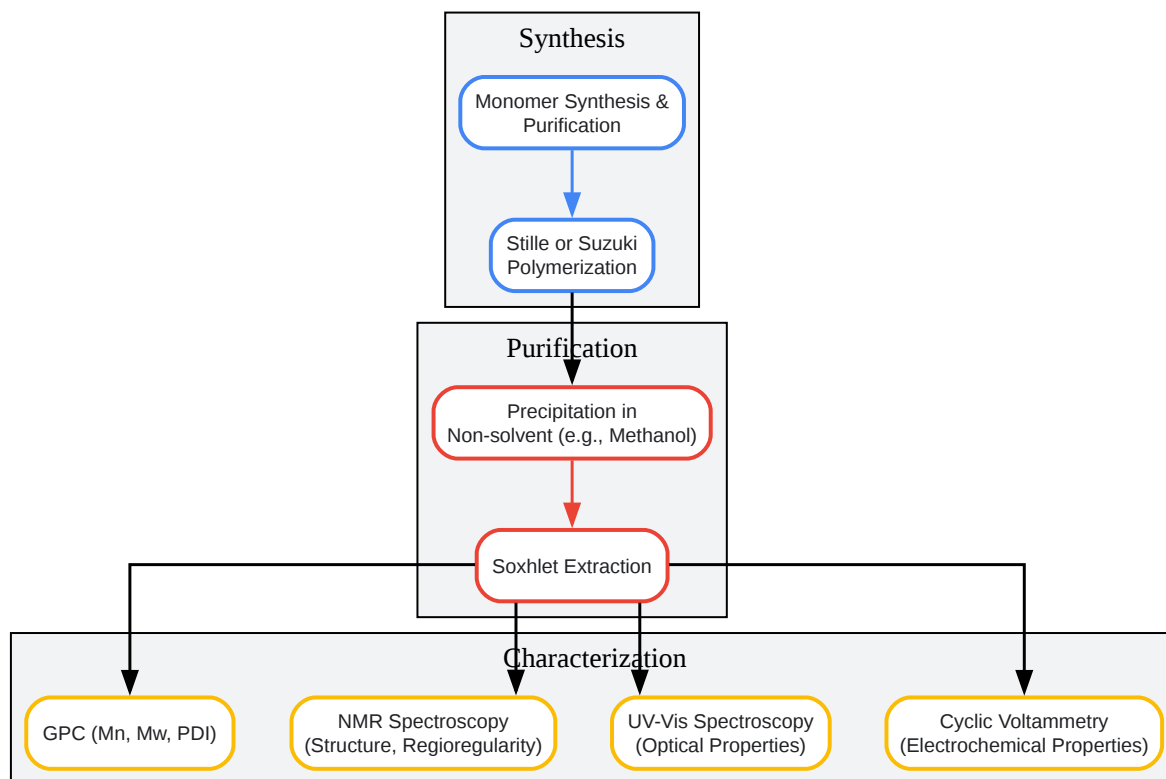 Synthesis
Monomer Synthesis &
Purification
Stille or Suzuki
Polymerization
Purification
Precipitation in
Non-solvent (e.g., Methanol)
Soxhlet Extraction
Characterization
GPC (Mn, Mw, PDI)
NMR Spectroscopy
(Structure, Regioregularity)
UV-Vis Spectroscopy
(Optical Properties)
Cyclic Voltammetry
(Electrochemical Properties)